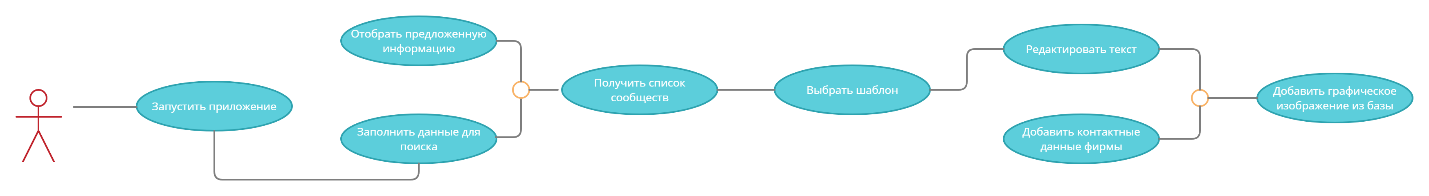 Запустить приложение
Отобрать предложенную
информацию
Заполнить данные для
поиска
Получить список
сообществ
Выбрать шаблон
Редактировать текст
Добавить контактные
данные фирмы
Добавить графическое
изображение из базы